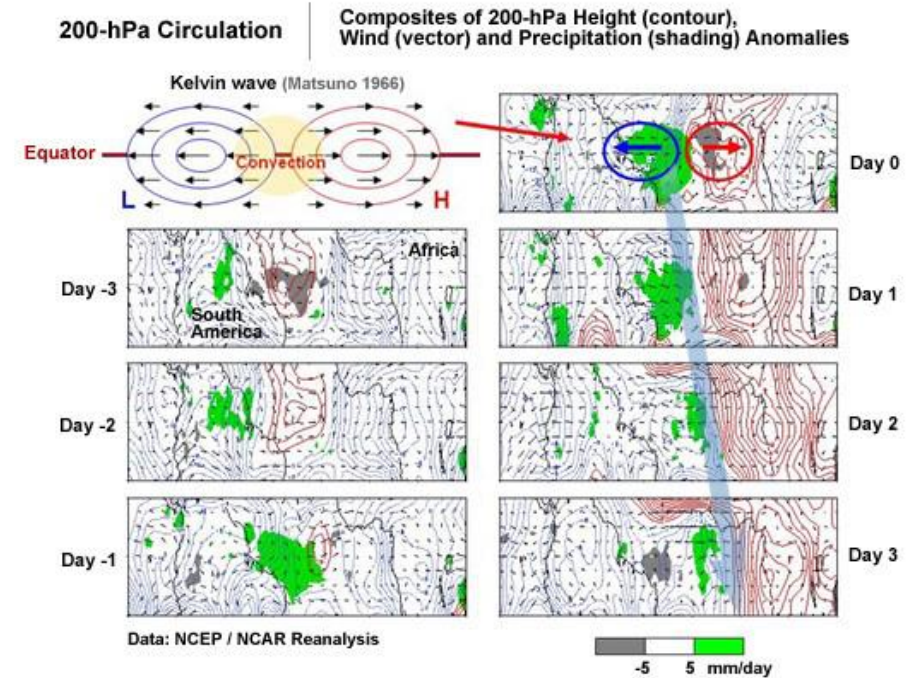 200-hPa Circulation
Composites of 200-hPa Height (contour),
Wind (vector) and Precipitation (shading) Anomalies
Kelvin wave (Matsuno 1966)
Equator
Convection
L
H
Day 0
Day -3
Africa
South
America
Day 1
Day -2
Day 2
Day -1
Day 3
Data: NCEP / NCAR Reanalysis
-5 5 mm/day